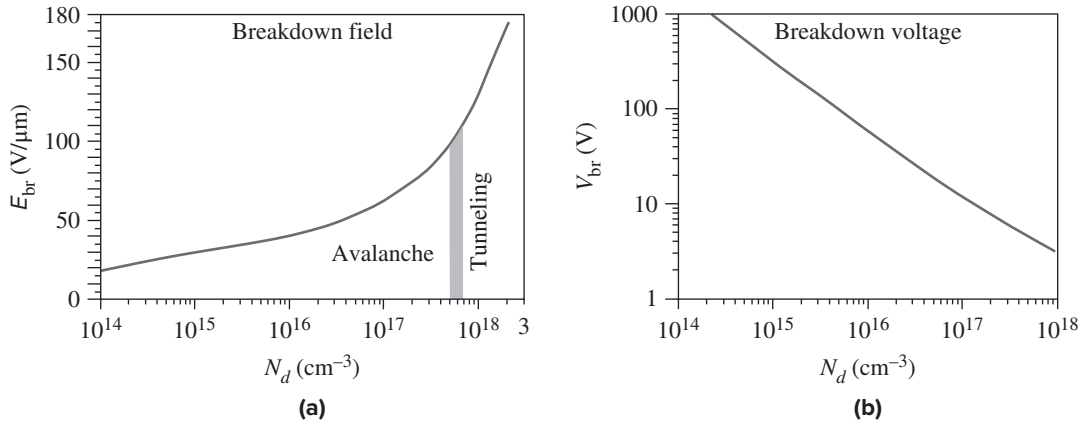 180
150
100
50
0
E_br (V/μm)
Breakdown field
Avalanche
Tunneling
10^14
10^15
10^16
10^17
10^18
3
N_d (cm^−3)
(a)
1000
100
10
1
V_br (V)
Breakdown voltage
10^14
10^15
10^16
10^17
10^18
N_d (cm^−3)
(b)